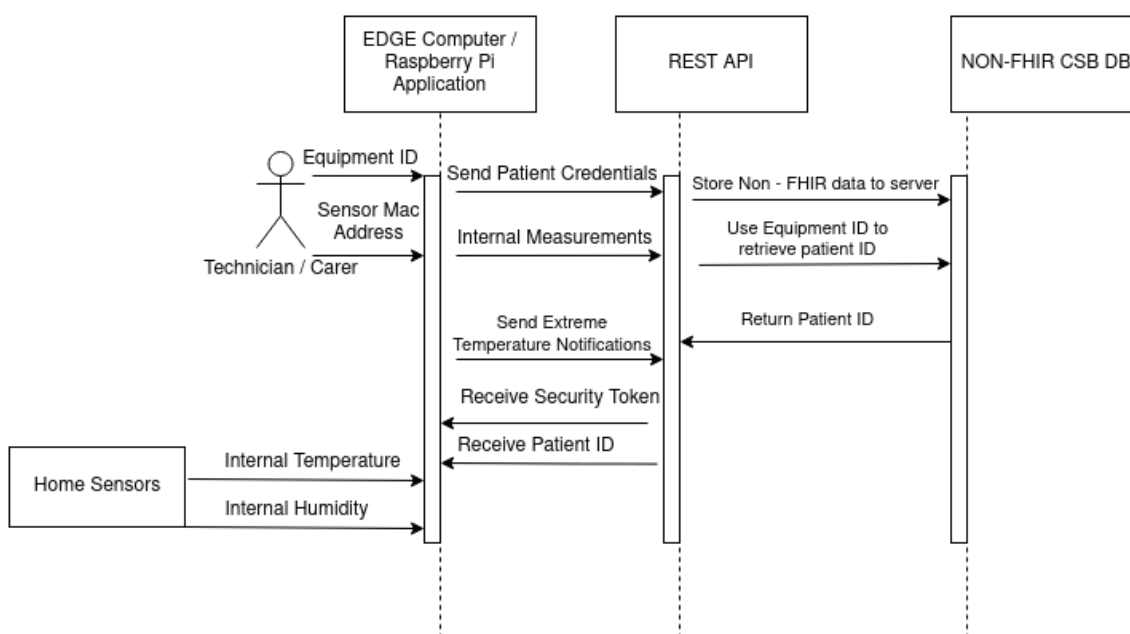 EDGE Computer /
Raspberry Pi
Application
REST API
NON-FHIR CSB DB
Equipment ID
Send Patient Credentials
Store Non - FHIR data to server
Sensor Mac
Address
Internal Measurements
Use Equipment ID to
retrieve patient ID
Technician / Carer
Send Extreme
Temperature Notifications
Return Patient ID
Receive Security Token
Receive Patient ID
Internal Temperature
Home Sensors
Internal Humidity